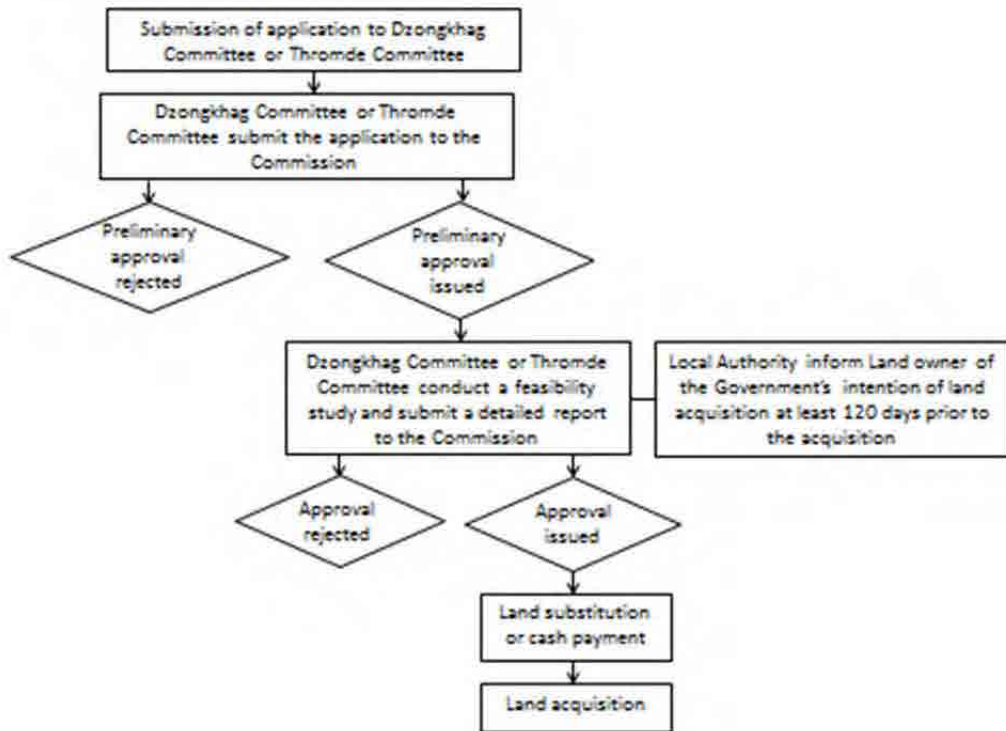 Submission of application to Dzongkhag
Committee or Thromde Committee
Dzongkhag Committee or Thromde
Committee submit the application to the
Commission
Preliminary
approval
rejected
Preliminary
approval
issued
Dzongkhag Committee or Thromde
Committee conduct a feasibility
study and submit a detailed report
to the Commission
Local Authority inform Land owner of
the Government's intention of land
acquisition at least 120 days prior to
the acquisition
Approval
rejected
Approval
issued
Land substitution
or cash payment
Land acquisition